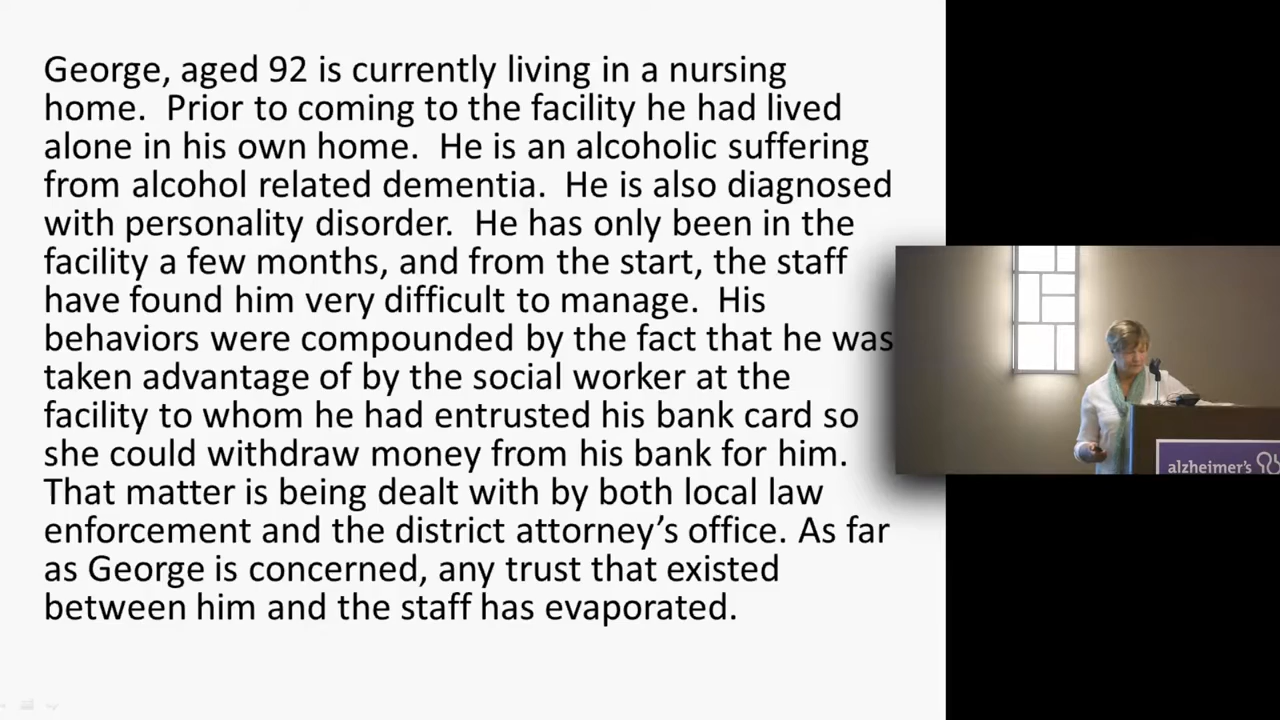 George, aged 92 is currently living in a nursing
home.  Prior to coming to the facility he had lived
alone in his own home.  He is an alcoholic suffering
from alcohol related dementia.  He is also diagnosed
with personality disorder.  He has only been in the
facility a few months, and from the start, the staff
have found him very difficult to manage.  His
behaviors were compounded by the fact that he was
taken advantage of by the social worker at the
facility to whom he had entrusted his bank card so
she could withdraw money from his bank for him.
That matter is being dealt with by both local law
enforcement and the district attorney’s office. As far
as George is concerned, any trust that existed
between him and the staff has evaporated.
alzheimer's